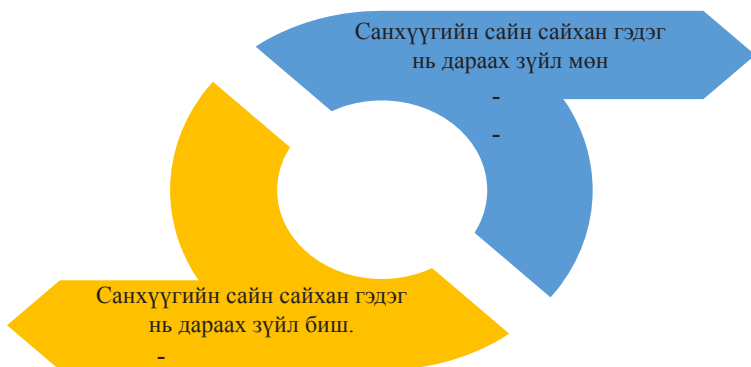 Санхүүгийн сайн сайхан гэдэг
нь дараах зүйл мөн
-
-
Санхүүгийн сайн сайхан гэдэг
нь дараах зүйл биш.
-